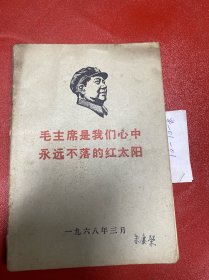 毛主席是我们心中
永远不落的红太阳
一九六八年三月